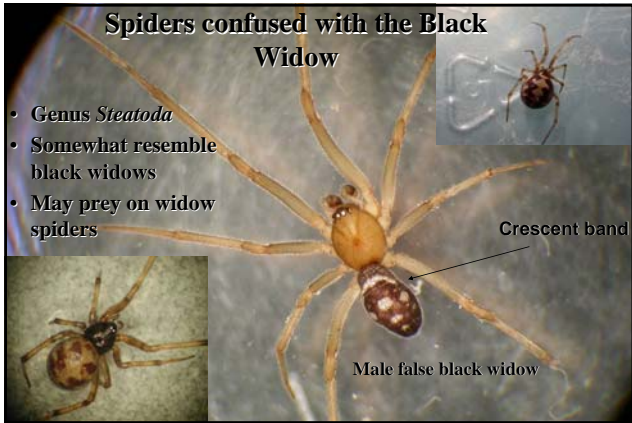 Spiders confused with the Black
Widow
• Genus Steatoda
• Somewhat resemble
black widows
• May prey on widow
spiders
Crescent band
Male false black widow